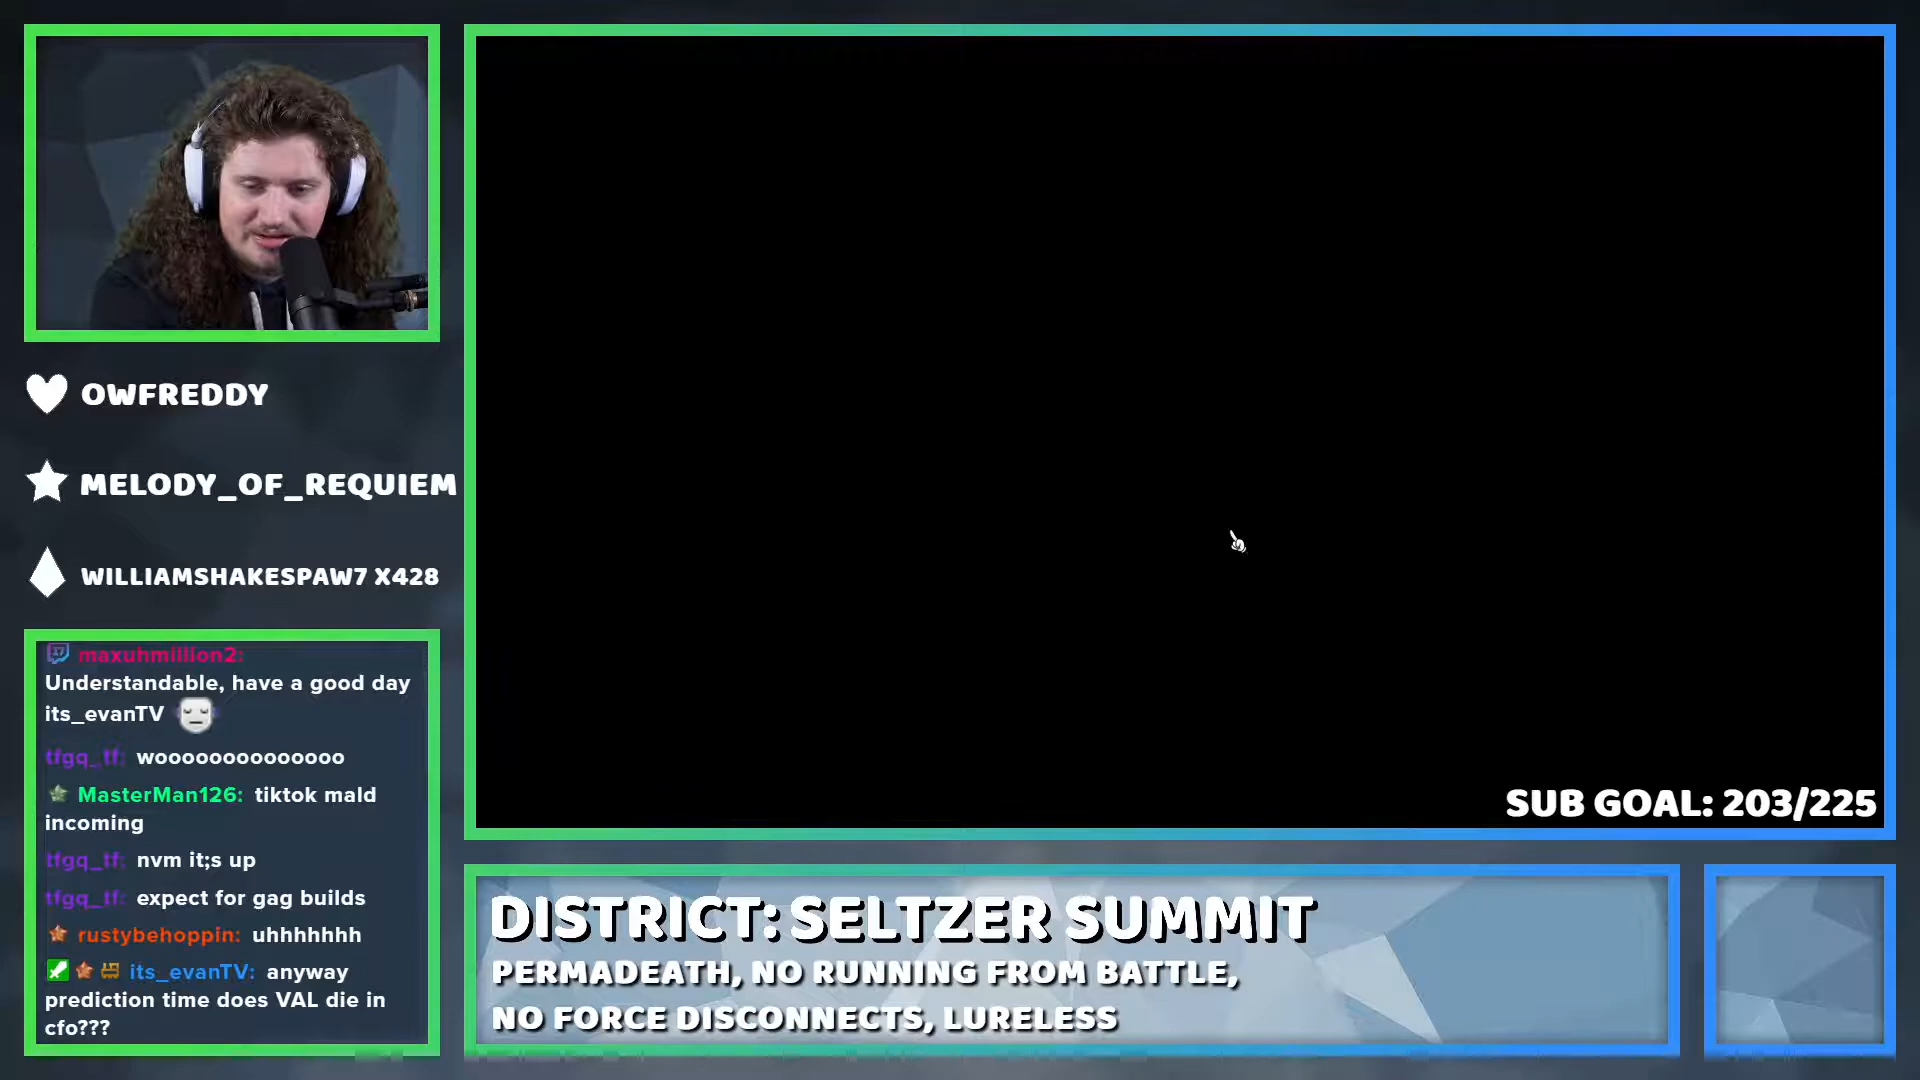 OWFREDDY
MELODY_OF_REQUIEM
WILLIAMSHAKESPAW7 X428
maxuhmillion2:
Understandable, have a good day
its_evanTV
tfgq_tf: woooooooooooooo
MasterMan126: tiktok mald
incoming
tfgq_tf: nvm it;s up
tfgq_tf: expect for gag builds
rustybehoppin: uhhhhhhh
its_evanTV: anyway
prediction time does VAL die in
cfo???
SUB GOAL: 203/225
DISTRICT: SELTZER SUMMIT
PERMADEATH, NO RUNNING FROM BATTLE,
NO FORCE DISCONNECTS, LURELESS